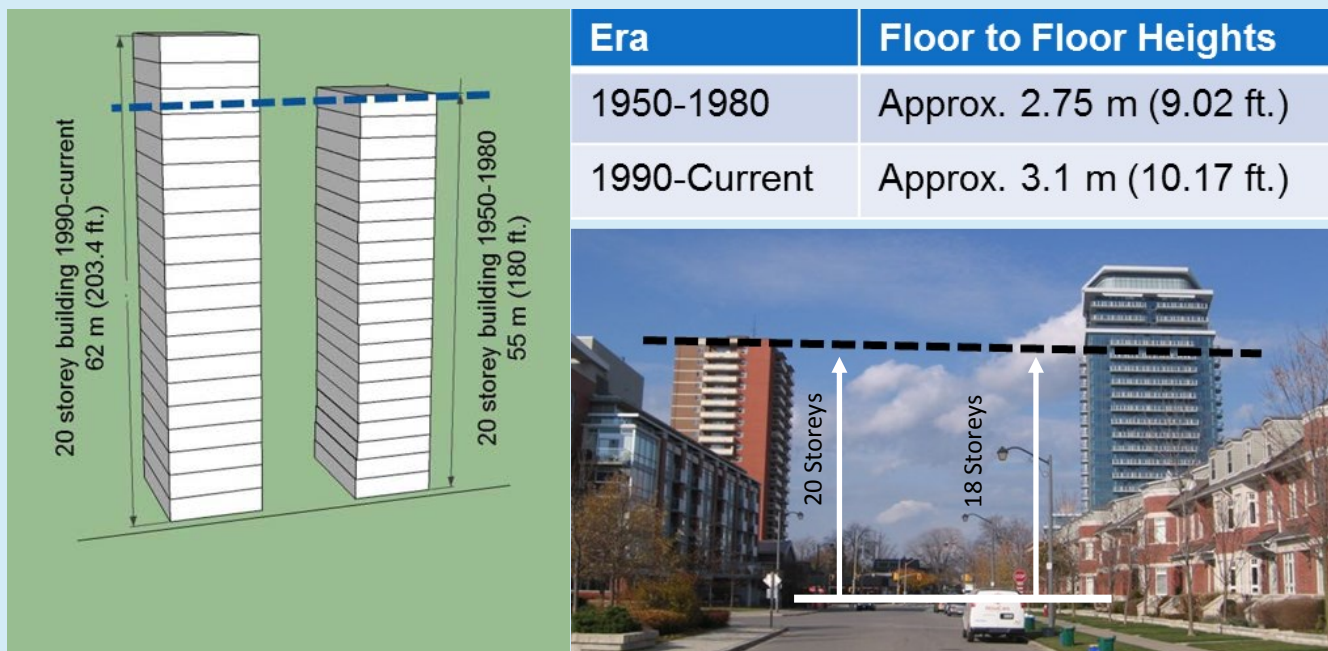 20 storey building 1990-current
62 m (203.4 ft.)
20 storey building 1950-1980
55 m (180 ft.)
Era Floor to Floor Heights
1950-1980 Approx. 2.75 m (9.02 ft.)
1990-Current Approx. 3.1 m (10.17 ft.)
20 Storeys
18 Storeys